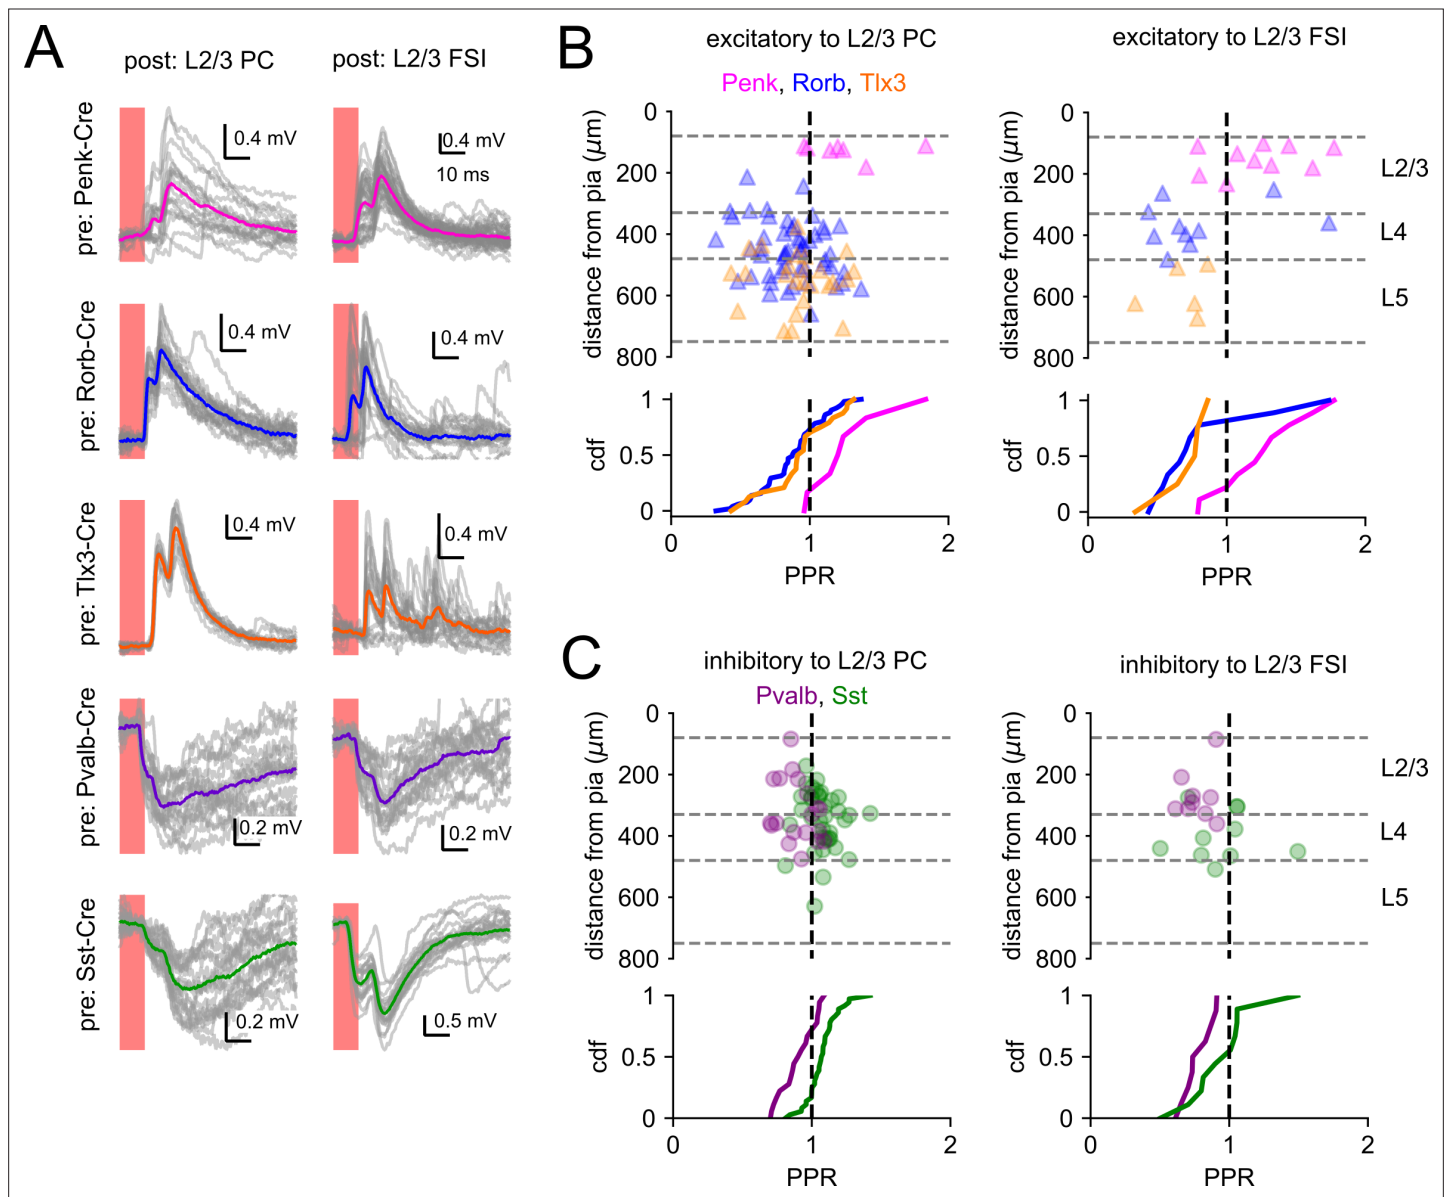 A
post: L2/3 PC
post: L2/3 FSI
pre: Penk-Cre
0.4 mV
0.4 mV
10 ms
pre: Rorb-Cre
0.4 mV
0.4 mV
pre: Tlx3-Cre
0.4 mV
0.4 mV
pre: Pvalb-Cre
0.2 mV
0.2 mV
pre: Sst-Cre
0.2 mV
0.5 mV
B
excitatory to L2/3 PC
excitatory to L2/3 FSI
Penk, Rorb, Tlx3
distance from pia (μm)
0
200
400
600
800
distance from pia (μm)
0
200
400
600
800
L2/3
L4
L5
cdf
1
0.5
0
0 1 2
PPR
cdf
1
0.5
0
0 1 2
PPR
C
inhibitory to L2/3 PC
inhibitory to L2/3 FSI
Pvalb, Sst
distance from pia (μm)
0
200
400
600
800
distance from pia (μm)
0
200
400
600
800
L2/3
L4
L5
cdf
1
0.5
0
0 1 2
PPR
cdf
1
0.5
0
0 1 2
PPR